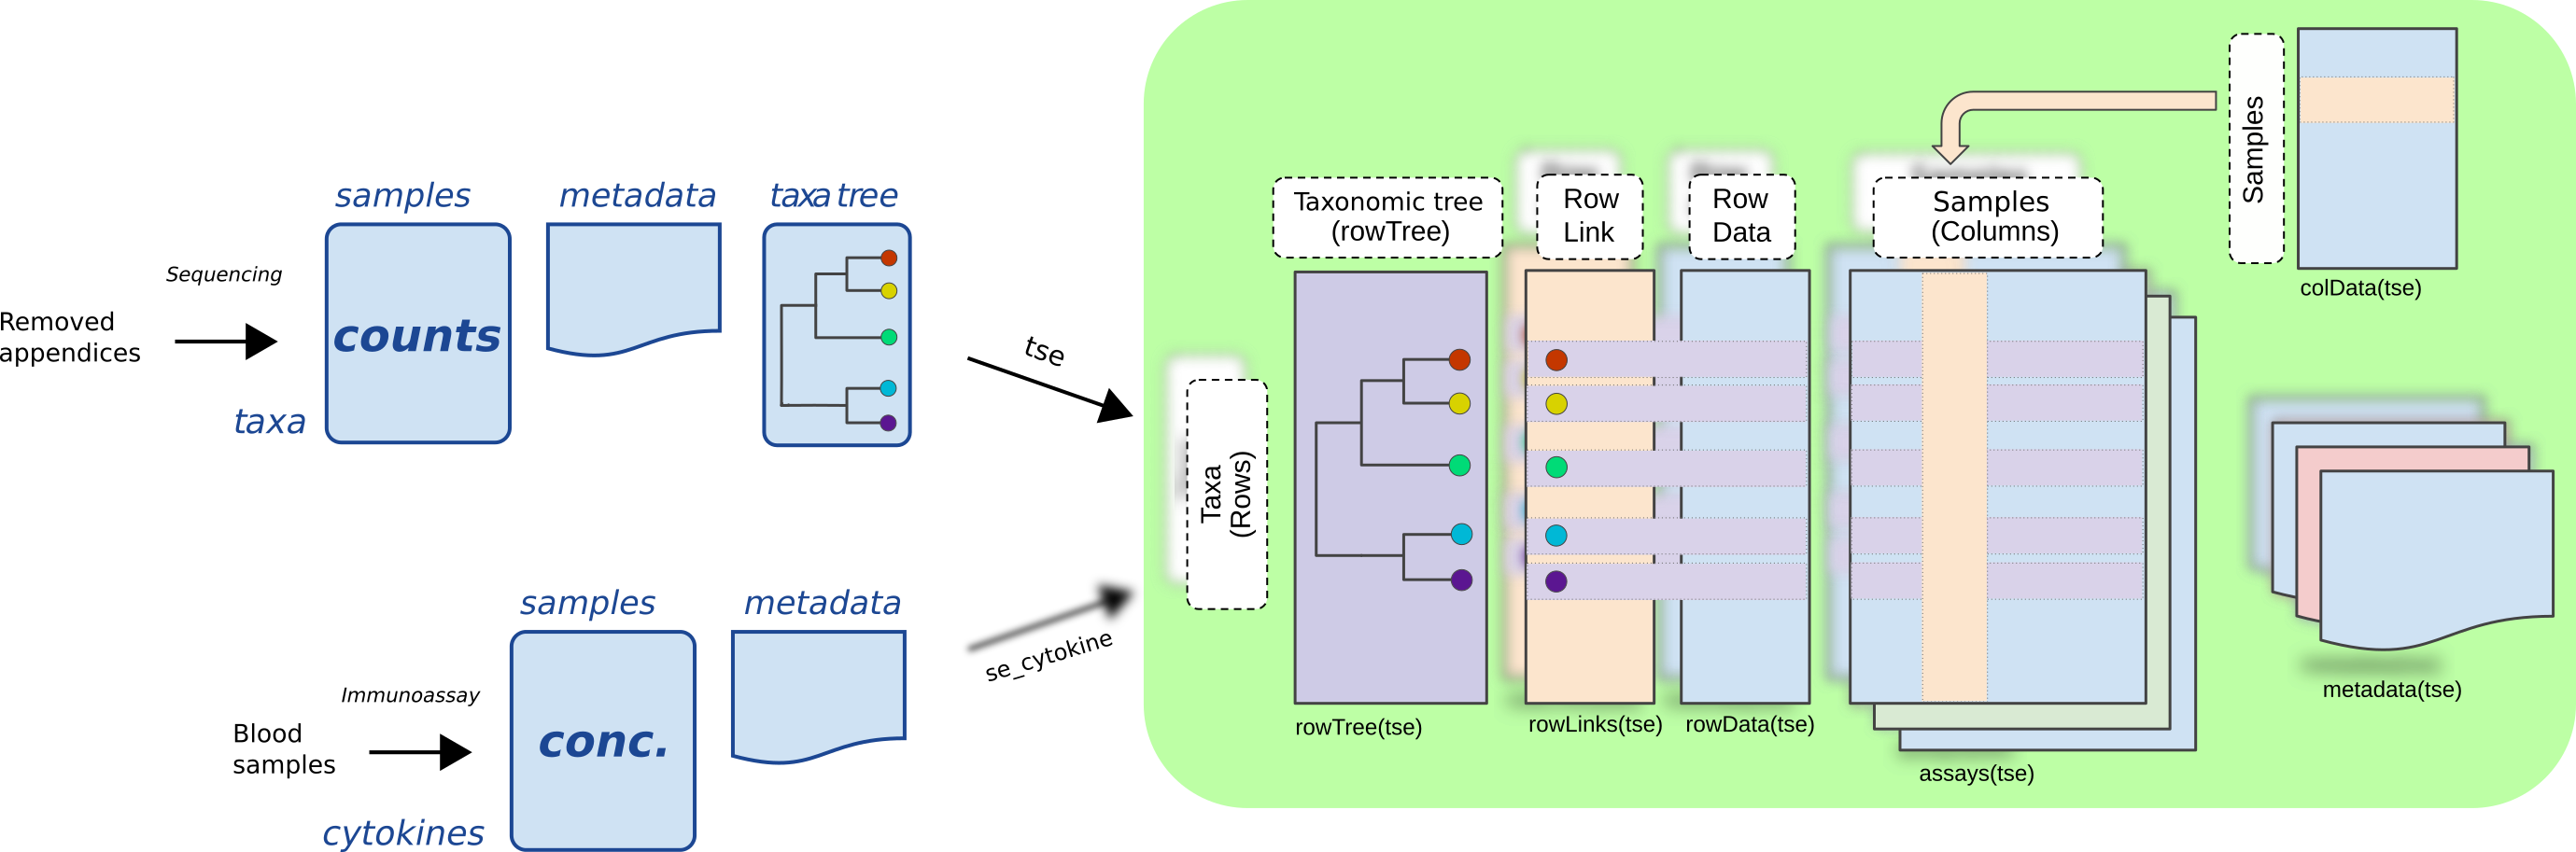 samples
metadata
taxa tree
Sequencing
Removed
appendices
counts
taxa
tse
samples
metadata
Immunoassay
Blood
samples
conc.
cytokines
se_cytokine
Taxonomic tree
(rowTree)
Row
Link
Row
Data
Samples
(Columns)
Samples
colData(tse)
Taxa
(Rows)
rowTree(tse)
rowLinks(tse)
rowData(tse)
assays(tse)
metadata(tse)